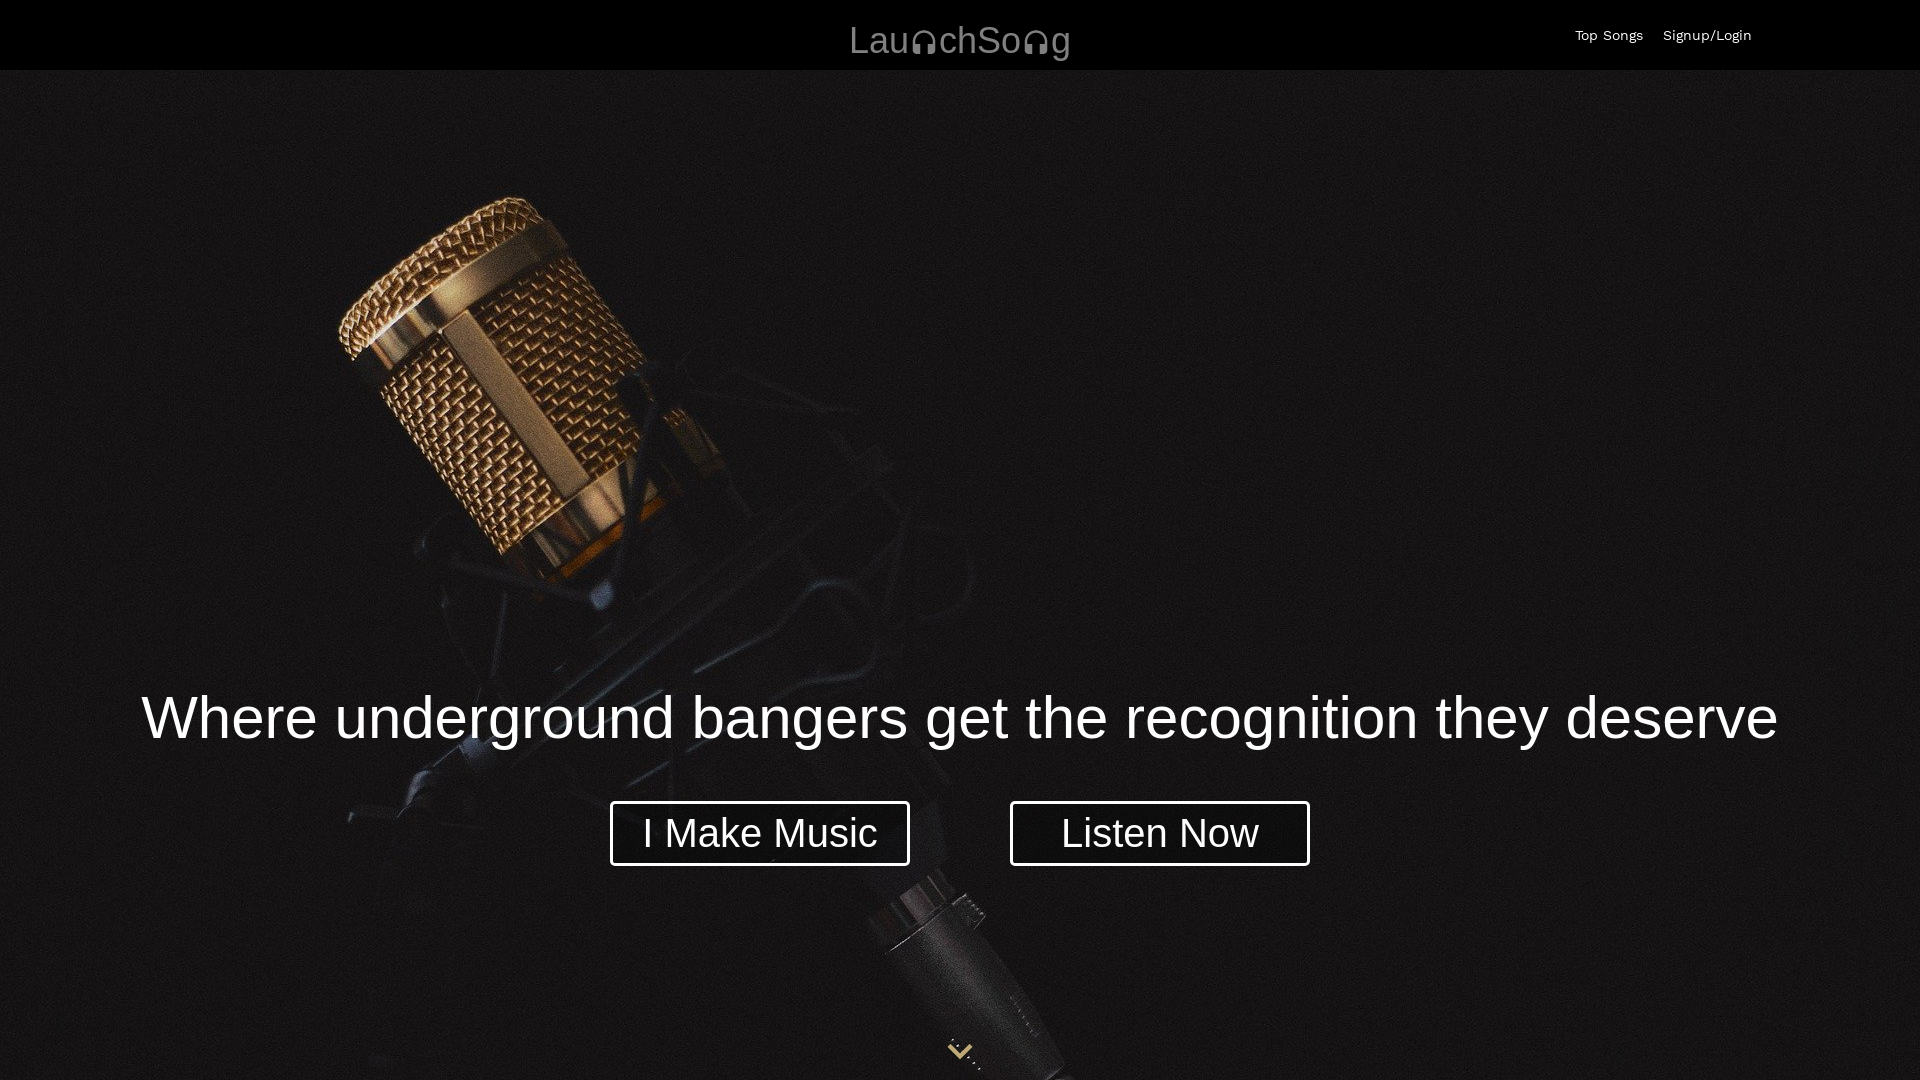 LaunchSong
Top Songs
Signup/Login
Where underground bangers get the recognition they deserve
I Make Music
Listen Now